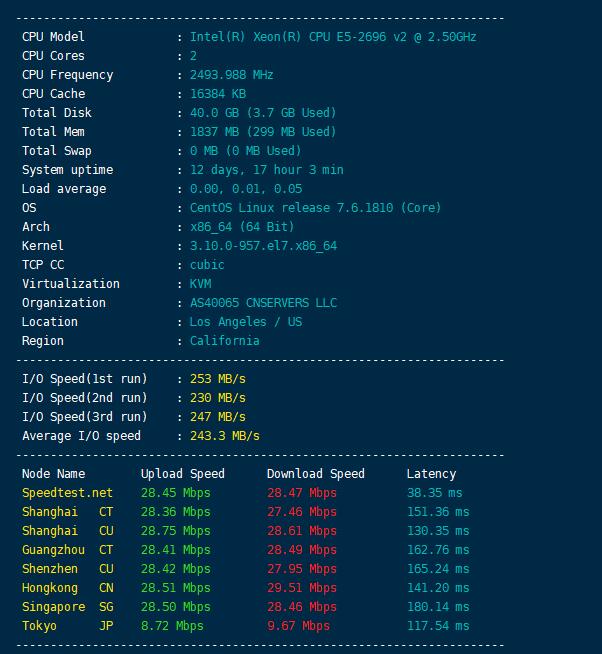 ----------------------------------------------------------------------
CPU Model : Intel(R) Xeon(R) CPU E5-2696 v2 @ 2.50GHz
CPU Cores : 2
CPU Frequency : 2493.988 MHz
CPU Cache : 16384 KB
Total Disk : 40.0 GB (3.7 GB Used)
Total Mem : 1837 MB (299 MB Used)
Total Swap : 0 MB (0 MB Used)
System uptime : 12 days, 17 hour 3 min
Load average : 0.00, 0.01, 0.05
OS : CentOS Linux release 7.6.1810 (Core)
Arch : x86_64 (64 Bit)
Kernel : 3.10.0-957.el7.x86_64
TCP CC : cubic
Virtualization : KVM
Organization : AS40065 CNSERVERS LLC
Location : Los Angeles / US
Region : California
----------------------------------------------------------------------
I/O Speed(1st run) : 253 MB/s
I/O Speed(2nd run) : 230 MB/s
I/O Speed(3rd run) : 247 MB/s
Average I/O speed : 243.3 MB/s
----------------------------------------------------------------------
Node Name Upload Speed Download Speed Latency
Speedtest.net 28.45 Mbps 28.47 Mbps 38.35 ms
Shanghai CT 28.36 Mbps 27.46 Mbps 151.36 ms
Shanghai CU 28.75 Mbps 28.61 Mbps 130.35 ms
Guangzhou CT 28.41 Mbps 28.49 Mbps 162.76 ms
Shenzhen CU 28.42 Mbps 27.95 Mbps 165.24 ms
Hongkong CN 28.51 Mbps 29.51 Mbps 141.20 ms
Singapore SG 28.50 Mbps 28.46 Mbps 180.14 ms
Tokyo JP 8.72 Mbps 9.67 Mbps 117.54 ms
----------------------------------------------------------------------